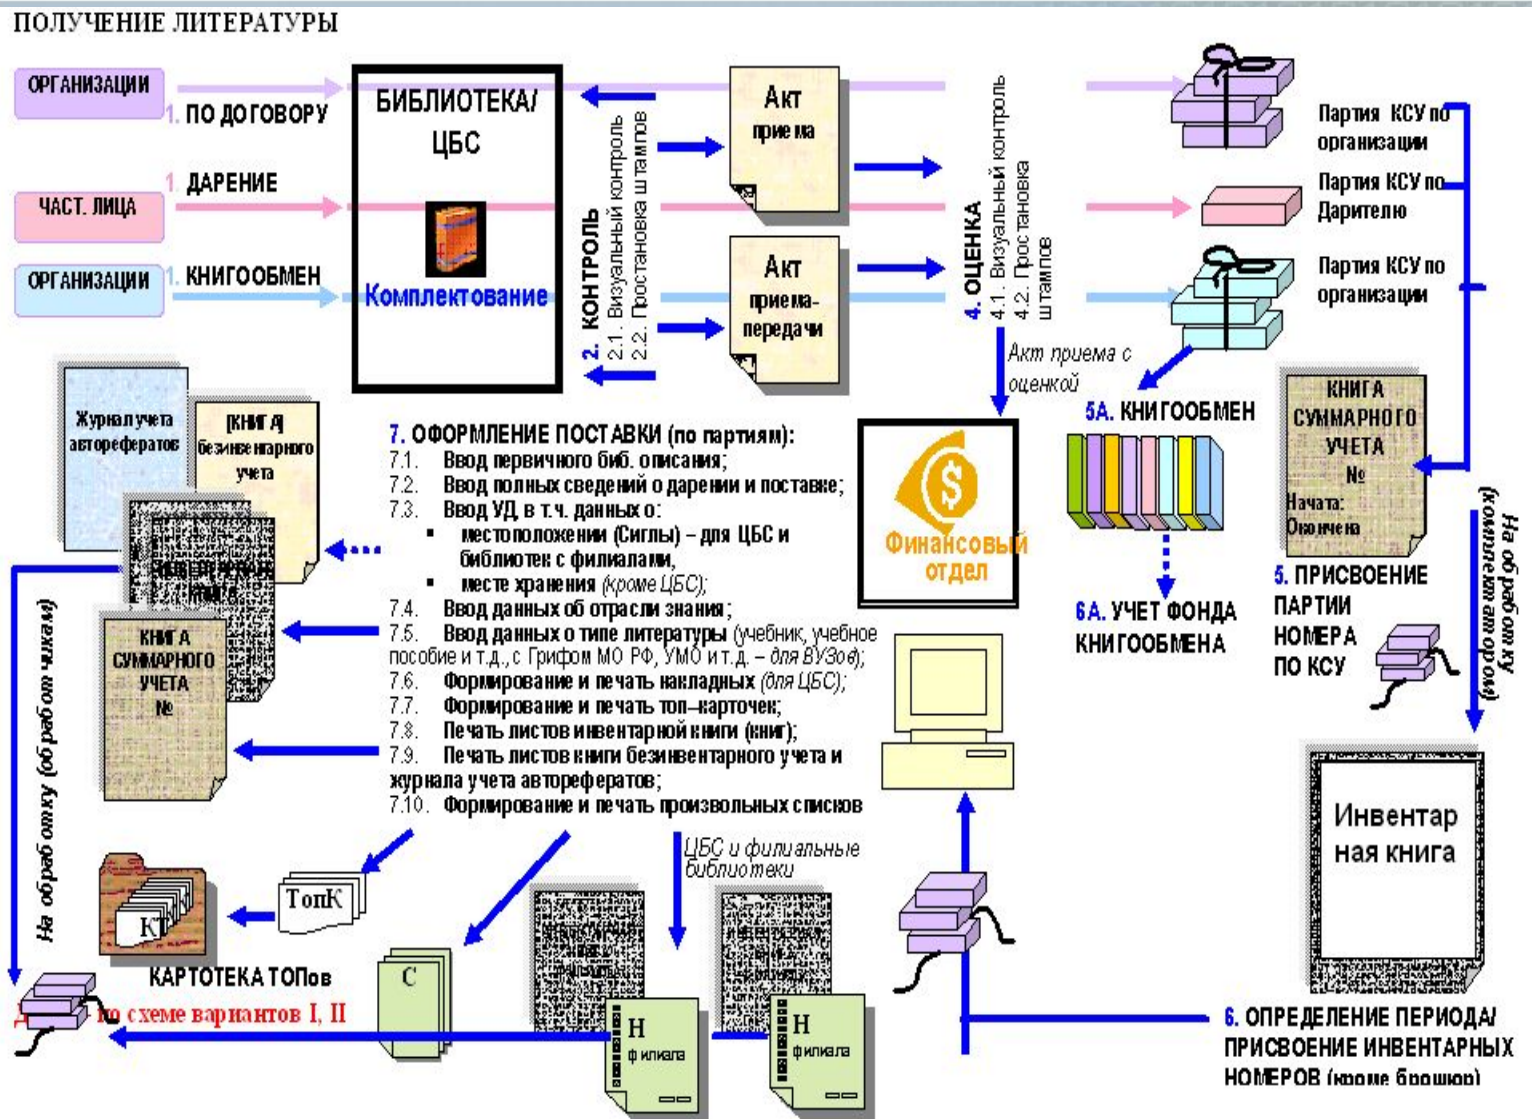 ПОЛУЧЕНИЕ ЛИТЕРАТУРЫ
ОРГАНИЗАЦИИ
1. ПО ДОГОВОРУ
ЧАСТ. ЛИЦА
1. ДАРЕНИЕ
ОРГАНИЗАЦИИ
1. КНИГООБМЕН
БИБЛИОТЕКА/
ЦБС
Комплектование
2. КОНТРОЛЬ
2.1. Визуальный контроль
2.2. Простановка штампов
Акт
приема
Акт
приема-
передачи
4. ОЦЕНКА
4.1. Визуальный контроль
4.2. Простановка
штампов
Акт приема с
оценкой
Партия КСУ по
организации
Партия КСУ по
Дарителю
Партия КСУ по
организации
5А. КНИГООБМЕН
6А. УЧЕТ ФОНДА
КНИГООБМЕНА
КНИГА
СУММАРНОГО
УЧЕТА
№
Начата:
Окончена
5. ПРИСВОЕНИЕ
ПАРТИИ
НОМЕРА
ПО КСУ
На обработку
(комплектатором)
Финансовый
отдел
Журнал учета
авторефератов
[КНИГА]
безинвентарного
учета
КНИГА
СУММАРНОГО
УЧЕТА
№
На обработку (обработчикам)
7. ОФОРМЛЕНИЕ ПОСТАВКИ (по партиям):
7.1. Ввод первичного биб. описания;
7.2. Ввод полных сведений о дарении и поставке;
7.3. Ввод УД, в т.ч. данных о:
▪ местоположении (Сиглы) – для ЦБС и
библиотек с филиалами,
▪ месте хранения (кроме ЦБС);
7.4. Ввод данных об отрасли знания;
7.5. Ввод данных о типе литературы (учебник, учебное
пособие и т.д., с Грифом МО РФ, УМО и т.д. – для ВУЗов);
7.6. Формирование и печать накладных (для ЦБС);
7.7. Формирование и печать топ–карточек;
7.8. Печать листов инвентарной книги (книг);
7.9. Печать листов книги безинвентарного учета и
журнала учета авторефератов;
7.10. Формирование и печать произвольных списков
ЦБС и филиальные
библиотеки
ТопК
КТ
КАРТОТЕКА ТОПов
по схеме вариантов I, II
С
Н
филиала
Н
филиала
Инвентар
ная книга
6. ОПРЕДЕЛЕНИЕ ПЕРИОДА/
ПРИСВОЕНИЕ ИНВЕНТАРНЫХ
НОМЕРОВ (кроме брошюр)